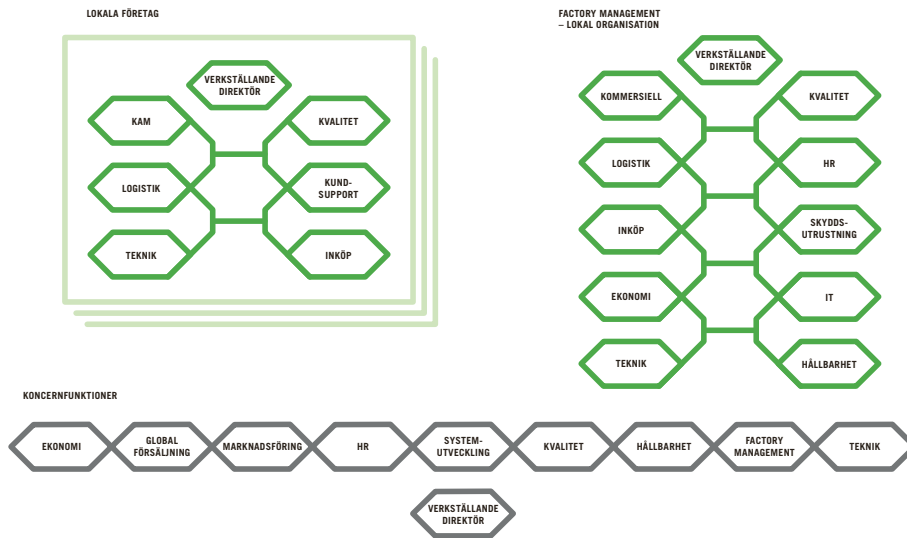 LOKALA FÖRETAG
VERKSTÄLLANDE
DIREKTÖR
KAM
KVALITET
LOGISTIK
KUND-
SUPPORT
TEKNIK
INKÖP
FACTORY MANAGEMENT
– LOKAL ORGANISATION
VERKSTÄLLANDE
DIREKTÖR
KOMMERSIELL
KVALITET
LOGISTIK
HR
INKÖP
SKYDDS-
UTRUSTNING
EKONOMI
IT
TEKNIK
HÅLLBARHET
KONCERNFUNKTIONER
EKONOMI
GLOBAL
FÖRSÄLJNING
MARKNADSFÖRING
HR
SYSTEM-
UTVECKLING
KVALITET
HÅLLBARHET
FACTORY
MANAGEMENT
TEKNIK
VERKSTÄLLANDE
DIREKTÖR